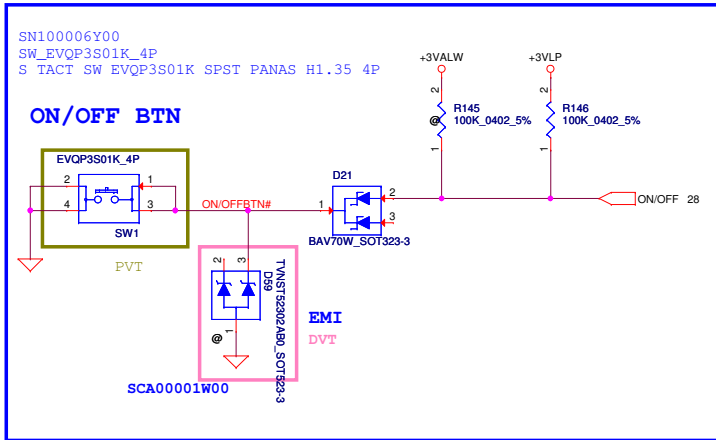 SN100006Y00
SW_EVQP3S01K_4P
S TACT SW EVQP3S01K SPST PANAS H1.35 4P
+3VALW
+3VLP
ON/OFF BTN
2
2
R145
100K_0402_5%
R146
100K_0402_5%
@
1
1
EVQP3S01K_4P
2
1
4
3
SW1
PVT
ON/OFFBTN#
D21
1
2
3
BAV70W_SOT323-3
ON/OFF 28
2
3
D59
TVNST52302AB0_SOT523-3
1
@
EMI
DVT
SCA00001W00